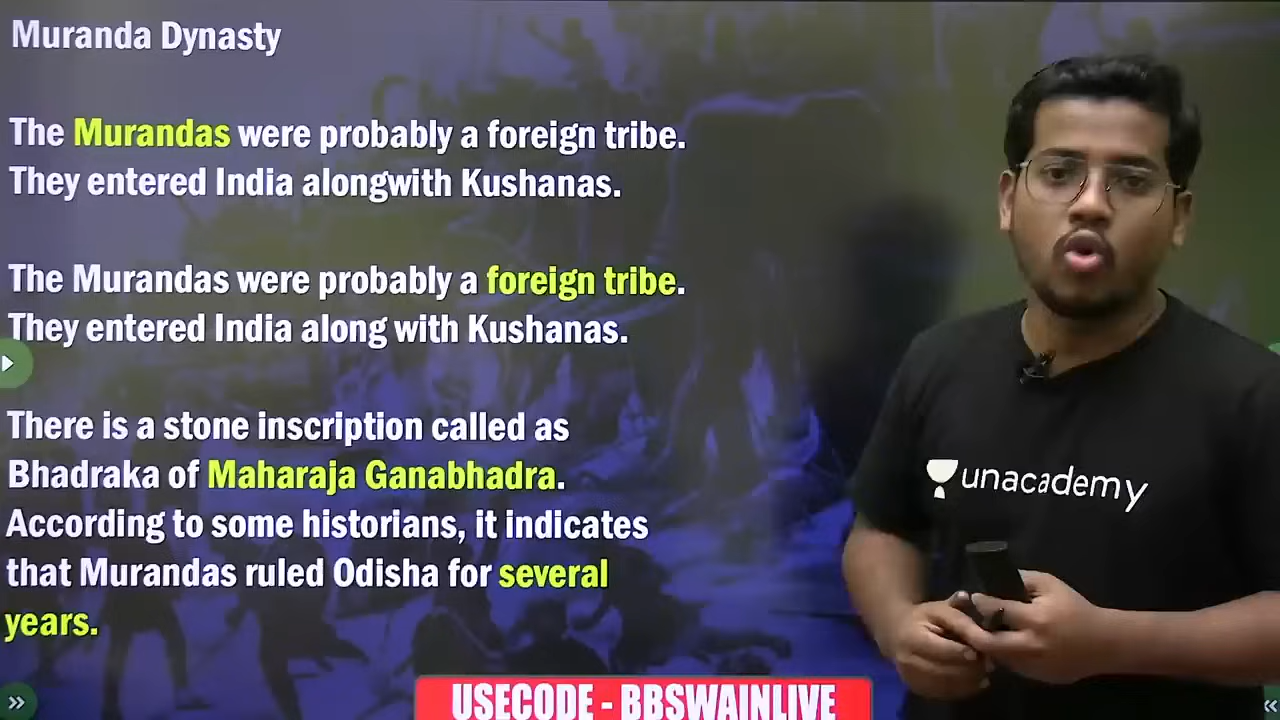 Muranda Dynasty
The Murandas were probably a foreign tribe.
They entered India alongwith Kushanas.
The Murandas were probably a foreign tribe.
They entered India along with Kushanas.
There is a stone inscription called as
Bhadraka of Maharaja Ganabhadra.
According to some historians, it indicates
that Murandas ruled Odisha for several
years.
unacademy
USECODE - BBSWAINLIVE